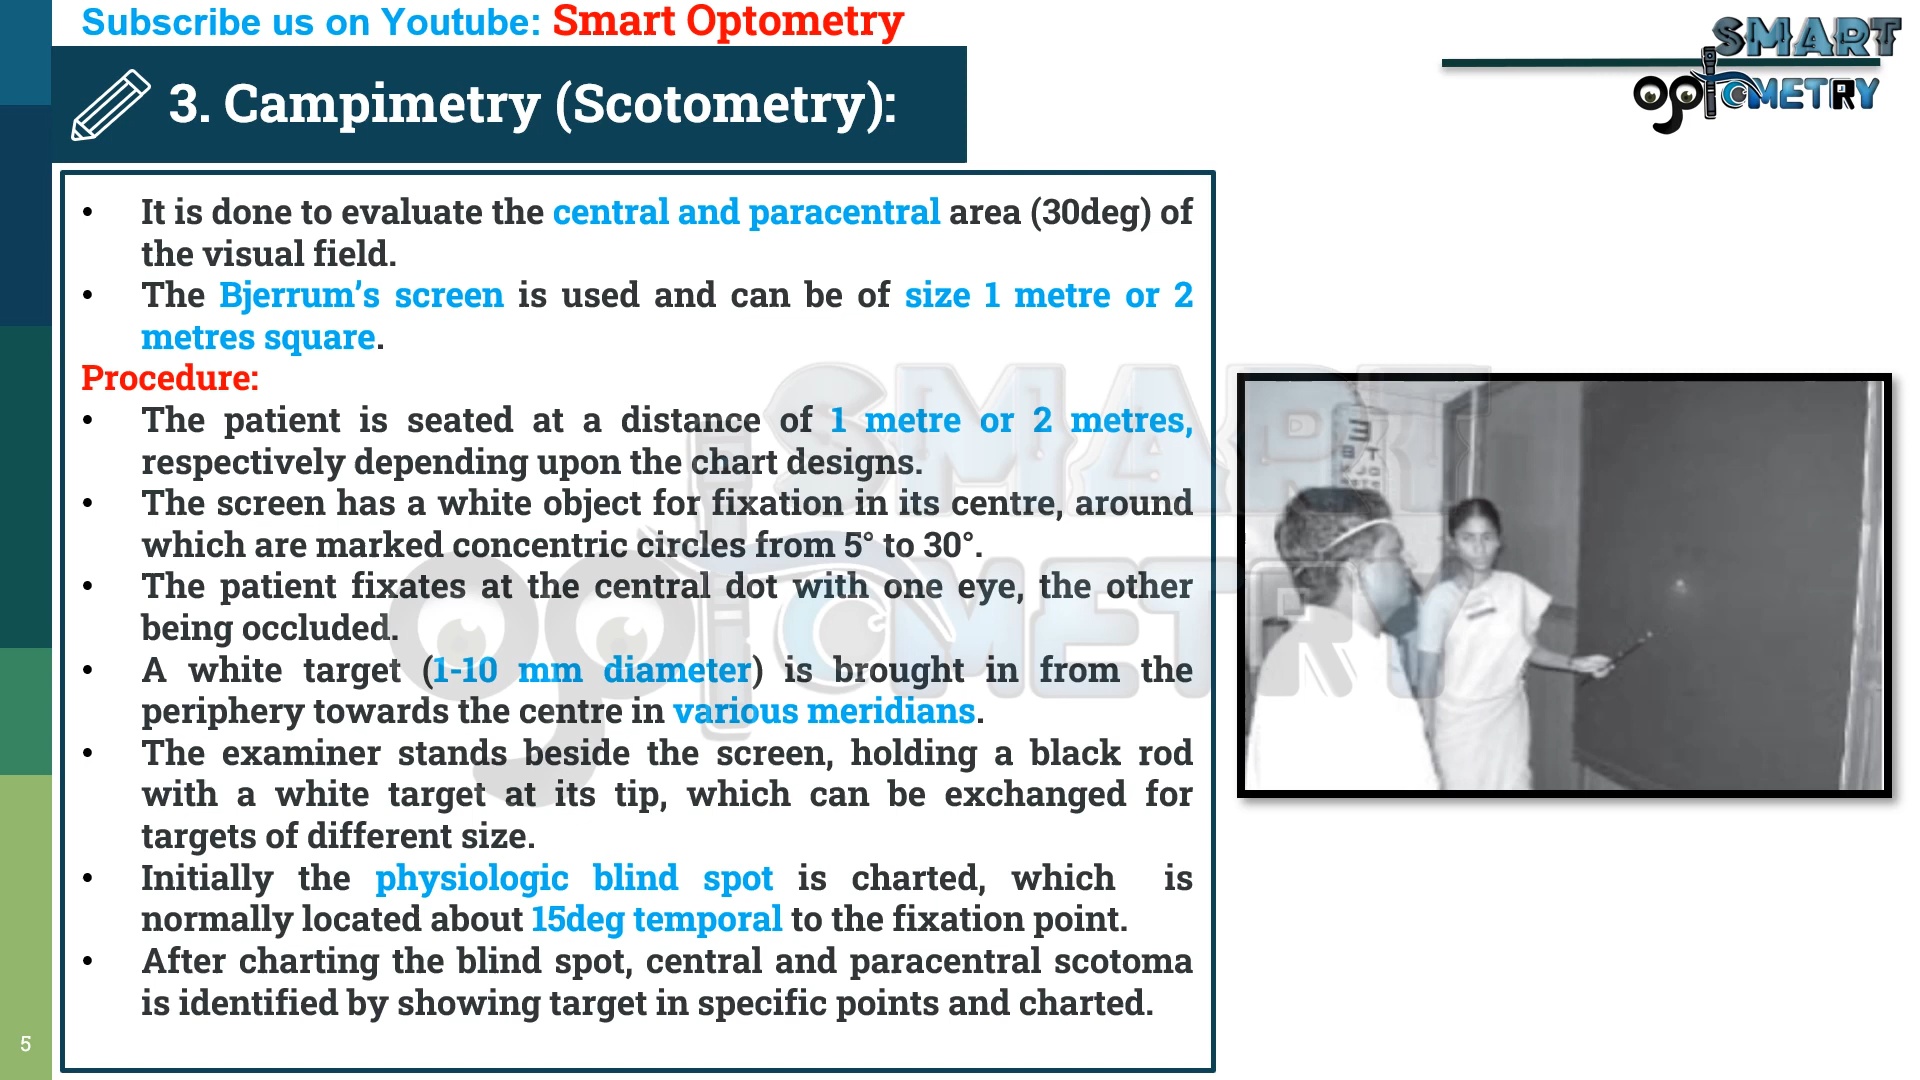 Subscribe us on Youtube: Smart Optometry
SMART
OPTOMETRY
3. Campimetry (Scotometry):
• It is done to evaluate the central and paracentral area (30deg) of
the visual field.
• The Bjerrum’s screen is used and can be of size 1 metre or 2
metres square.
Procedure:
• The patient is seated at a distance of 1 metre or 2 metres,
respectively depending upon the chart designs.
• The screen has a white object for fixation in its centre, around
which are marked concentric circles from 5° to 30°.
• The patient fixates at the central dot with one eye, the other
being occluded.
• A white target (1-10 mm diameter) is brought in from the
periphery towards the centre in various meridians.
• The examiner stands beside the screen, holding a black rod
with a white target at its tip, which can be exchanged for
targets of different size.
• Initially the physiologic blind spot is charted, which is
normally located about 15deg temporal to the fixation point.
• After charting the blind spot, central and paracentral scotoma
is identified by showing target in specific points and charted.
SMART
OPTOMETRY
5